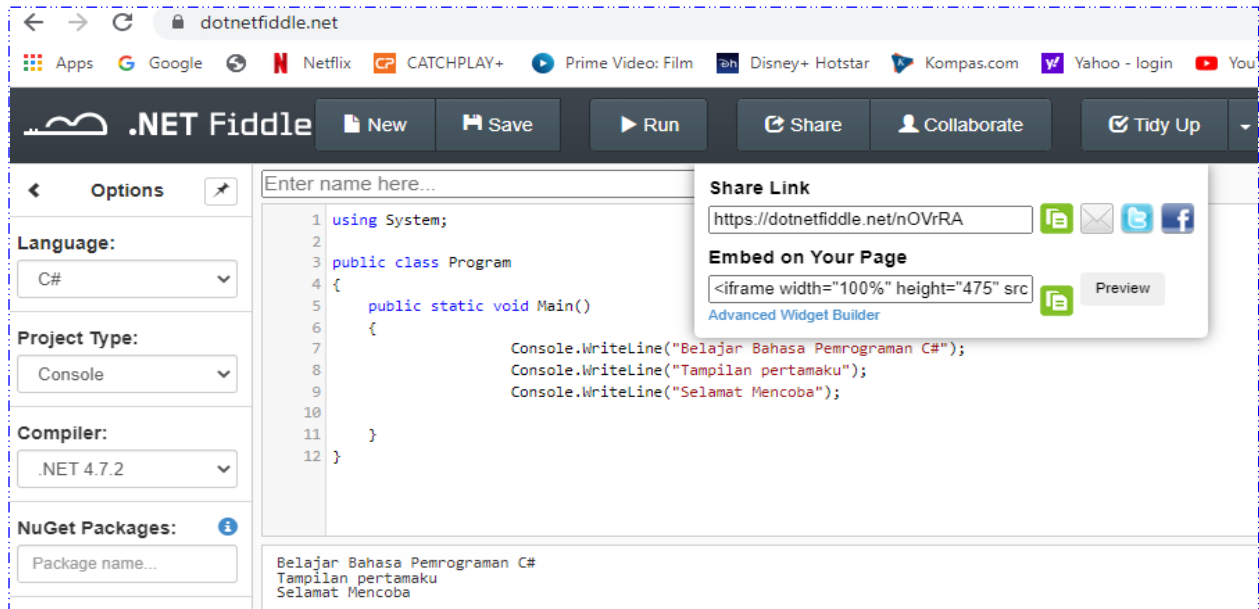 dotnetfiddle.net
Apps Google Netflix CATCHPLAY+ Prime Video: Film Disney+ Hotstar Kompas.com Yahoo - login You
.NET Fiddle New Save Run Share Collaborate Tidy Up
Options
Language:
C#
Project Type:
Console
Compiler:
.NET 4.7.2
NuGet Packages:
Package name...
Enter name here...
1 using System;
2
3 public class Program
4 {
5 public static void Main()
6 {
7 Console.WriteLine("Belajar Bahasa Pemrograman C#");
8 Console.WriteLine("Tampilan pertamaku");
9 Console.WriteLine("Selamat Mencoba");
10
11 }
12 }
Share Link
https://dotnetfiddle.net/nOVrRA
Embed on Your Page
<iframe width="100%" height="475" src
Preview
Advanced Widget Builder
Belajar Bahasa Pemrograman C#
Tampilan pertamaku
Selamat Mencoba